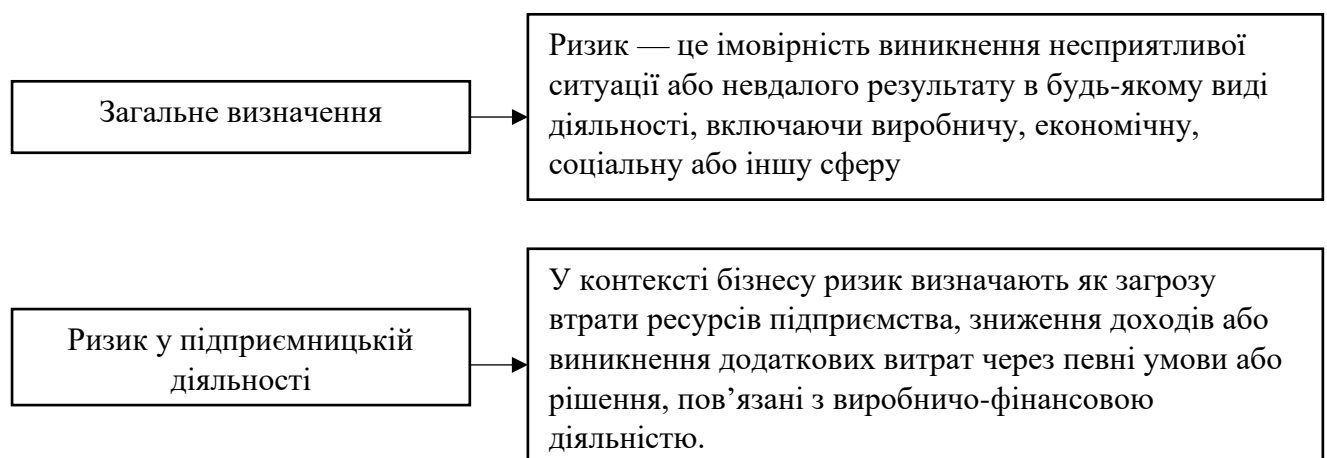 Загальне визначення
Ризик — це імовірність виникнення несприятливої
ситуації або невдалого результату в будь-якому виді
діяльності, включаючи виробничу, економічну,
соціальну або іншу сферу
Ризик у підприємницькій
діяльності
У контексті бізнесу ризик визначають як загрозу
втрати ресурсів підприємства, зниження доходів або
виникнення додаткових витрат через певні умови або
рішення, пов’язані з виробничо-фінансовою
діяльністю.